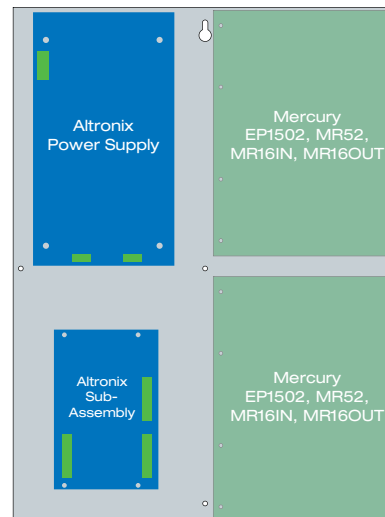 Altronix
Power Supply
Mercury
EP1502, MR52,
MR16IN, MR16OUT
Altronix
Sub-
Assembly
Mercury
EP1502, MR52,
MR16IN, MR16OUT